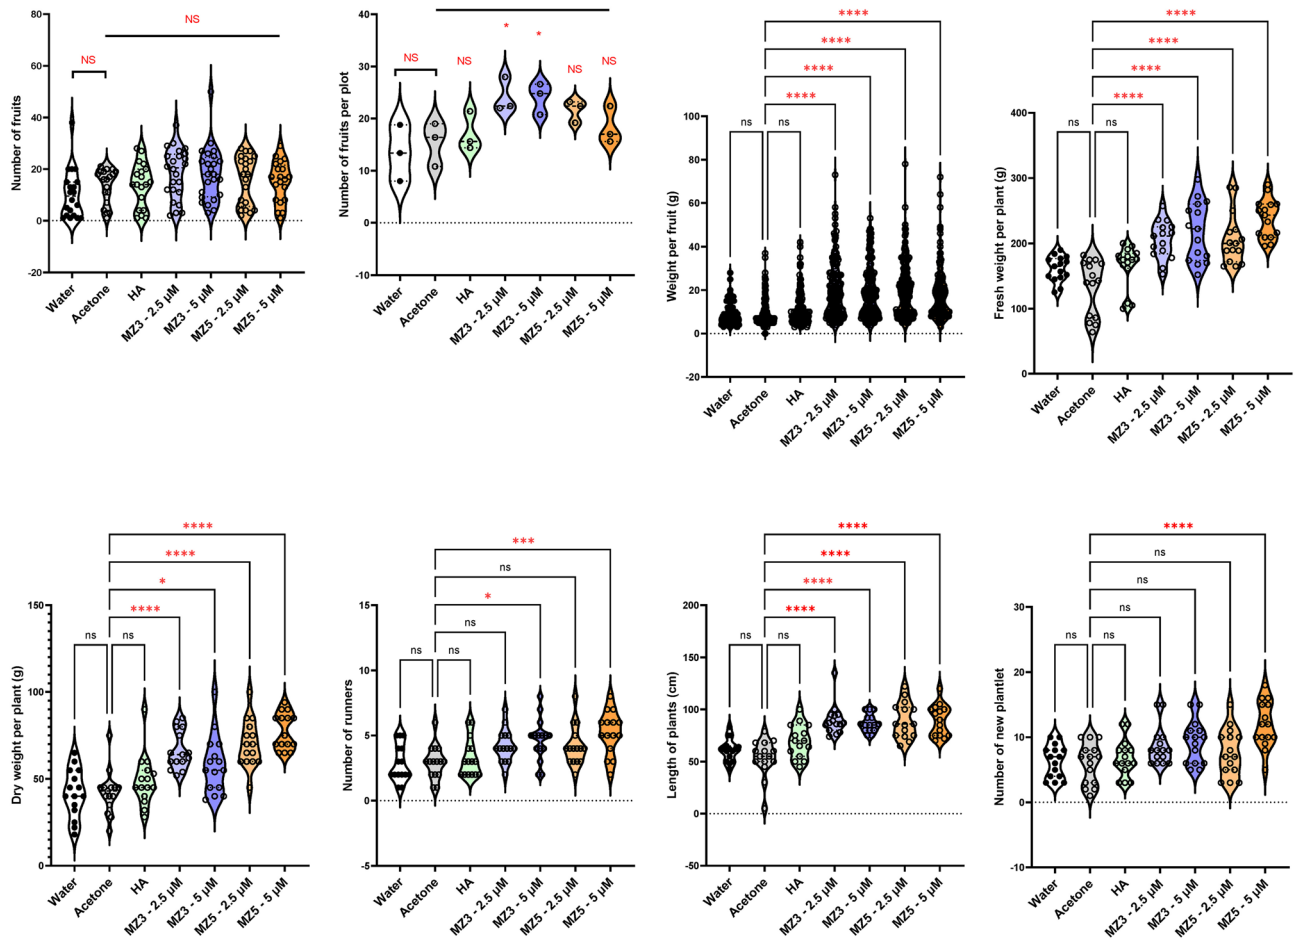 Number of fruits
80
60
40
20
0
-20
NS
NS
Water
Acetone
HA
MZ3 - 2.5 µM
MZ3 - 5 µM
MZ5 - 2.5 µM
MZ5 - 5 µM
Number of fruits per plot
40
30
20
10
0
-10
NS
NS
*
*
NS
NS
Water
Acetone
HA
MZ3 - 2.5 µM
MZ3 - 5 µM
MZ5 - 2.5 µM
MZ5 - 5 µM
Weight per fruit (g)
100
80
60
40
20
0
-20
****
****
****
****
ns
ns
Water
Acetone
HA
MZ3 - 2.5 µM
MZ3 - 5 µM
MZ5 - 2.5 µM
MZ5 - 5 µM
Fresh weight per plant (g)
400
300
200
100
0
****
****
****
****
ns
ns
Water
Acetone
HA
MZ3 - 2.5 µM
MZ3 - 5 µM
MZ5 - 2.5 µM
MZ5 - 5 µM
Dry weight per plant (g)
150
100
50
0
****
****
*
****
ns
ns
Water
Acetone
HA
MZ3 - 2.5 µM
MZ3 - 5 µM
MZ5 - 2.5 µM
MZ5 - 5 µM
Number of runners
15
10
5
0
-5
***
ns
*
ns
ns
ns
Water
Acetone
HA
MZ3 - 2.5 µM
MZ3 - 5 µM
MZ5 - 2.5 µM
MZ5 - 5 µM
Length of plants (cm)
200
150
100
50
0
-50
****
****
****
****
ns
ns
Water
Acetone
HA
MZ3 - 2.5 µM
MZ3 - 5 µM
MZ5 - 2.5 µM
MZ5 - 5 µM
Number of new plantlet
30
20
10
0
-10
****
ns
ns
ns
ns
ns
Water
Acetone
HA
MZ3 - 2.5 µM
MZ3 - 5 µM
MZ5 - 2.5 µM
MZ5 - 5 µM